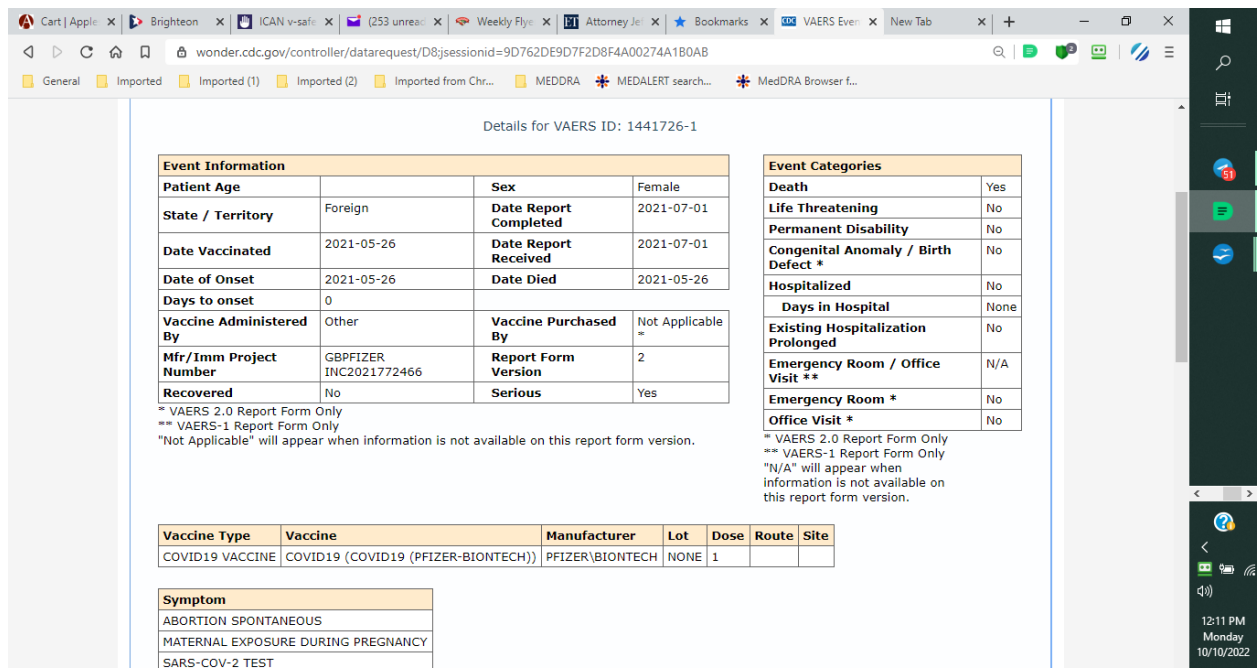 Cart | Apple
Brighteon
ICAN v-safe
(253 unread
Weekly Flye
Attorney Jel
Bookmarks
CDC VAERS Even
New Tab
wonder.cdc.gov/controller/datarequest/D8;jsessionid=9D762DE9D7F2D8F4A00274A1B0AB
2
General
Imported
Imported (1)
Imported (2)
Imported from Chr...
MEDDRA
MEDALERT search...
MedDRA Browser f...
Details for VAERS ID: 1441726-1
Event Information
Patient Age Sex Female
State / Territory Foreign Date Report Completed 2021-07-01
Date Vaccinated 2021-05-26 Date Report Received 2021-07-01
Date of Onset 2021-05-26 Date Died 2021-05-26
Days to onset 0
Vaccine Administered By Other Vaccine Purchased By Not Applicable *
Mfr/Imm Project Number GBPFIZER INC2021772466 Report Form Version 2
Recovered No Serious Yes
* VAERS 2.0 Report Form Only
** VAERS-1 Report Form Only
"Not Applicable" will appear when information is not available on this report form version.
Event Categories
Death Yes
Life Threatening No
Permanent Disability No
Congenital Anomaly / Birth Defect * No
Hospitalized No
Days in Hospital None
Existing Hospitalization Prolonged No
Emergency Room / Office Visit ** N/A
Emergency Room * No
Office Visit * No
* VAERS 2.0 Report Form Only
** VAERS-1 Report Form Only
"N/A" will appear when
information is not available on
this report form version.
Vaccine Type Vaccine Manufacturer Lot Dose Route Site
COVID19 VACCINE COVID19 (COVID19 (PFIZER-BIONTECH)) PFIZER\BIONTECH NONE 1
Symptom
ABORTION SPONTANEOUS
MATERNAL EXPOSURE DURING PREGNANCY
SARS-COV-2 TEST
51
12:11 PM
Monday
10/10/2022